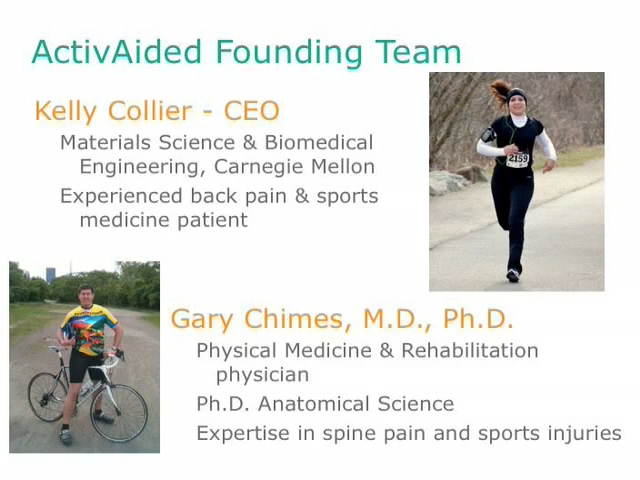 ActivAided Founding Team
Kelly Collier - CEO
Materials Science & Biomedical
Engineering, Carnegie Mellon
Experienced back pain & sports
medicine patient
2159
Gary Chimes, M.D., Ph.D.
Physical Medicine & Rehabilitation
physician
Ph.D. Anatomical Science
Expertise in spine pain and sports injuries